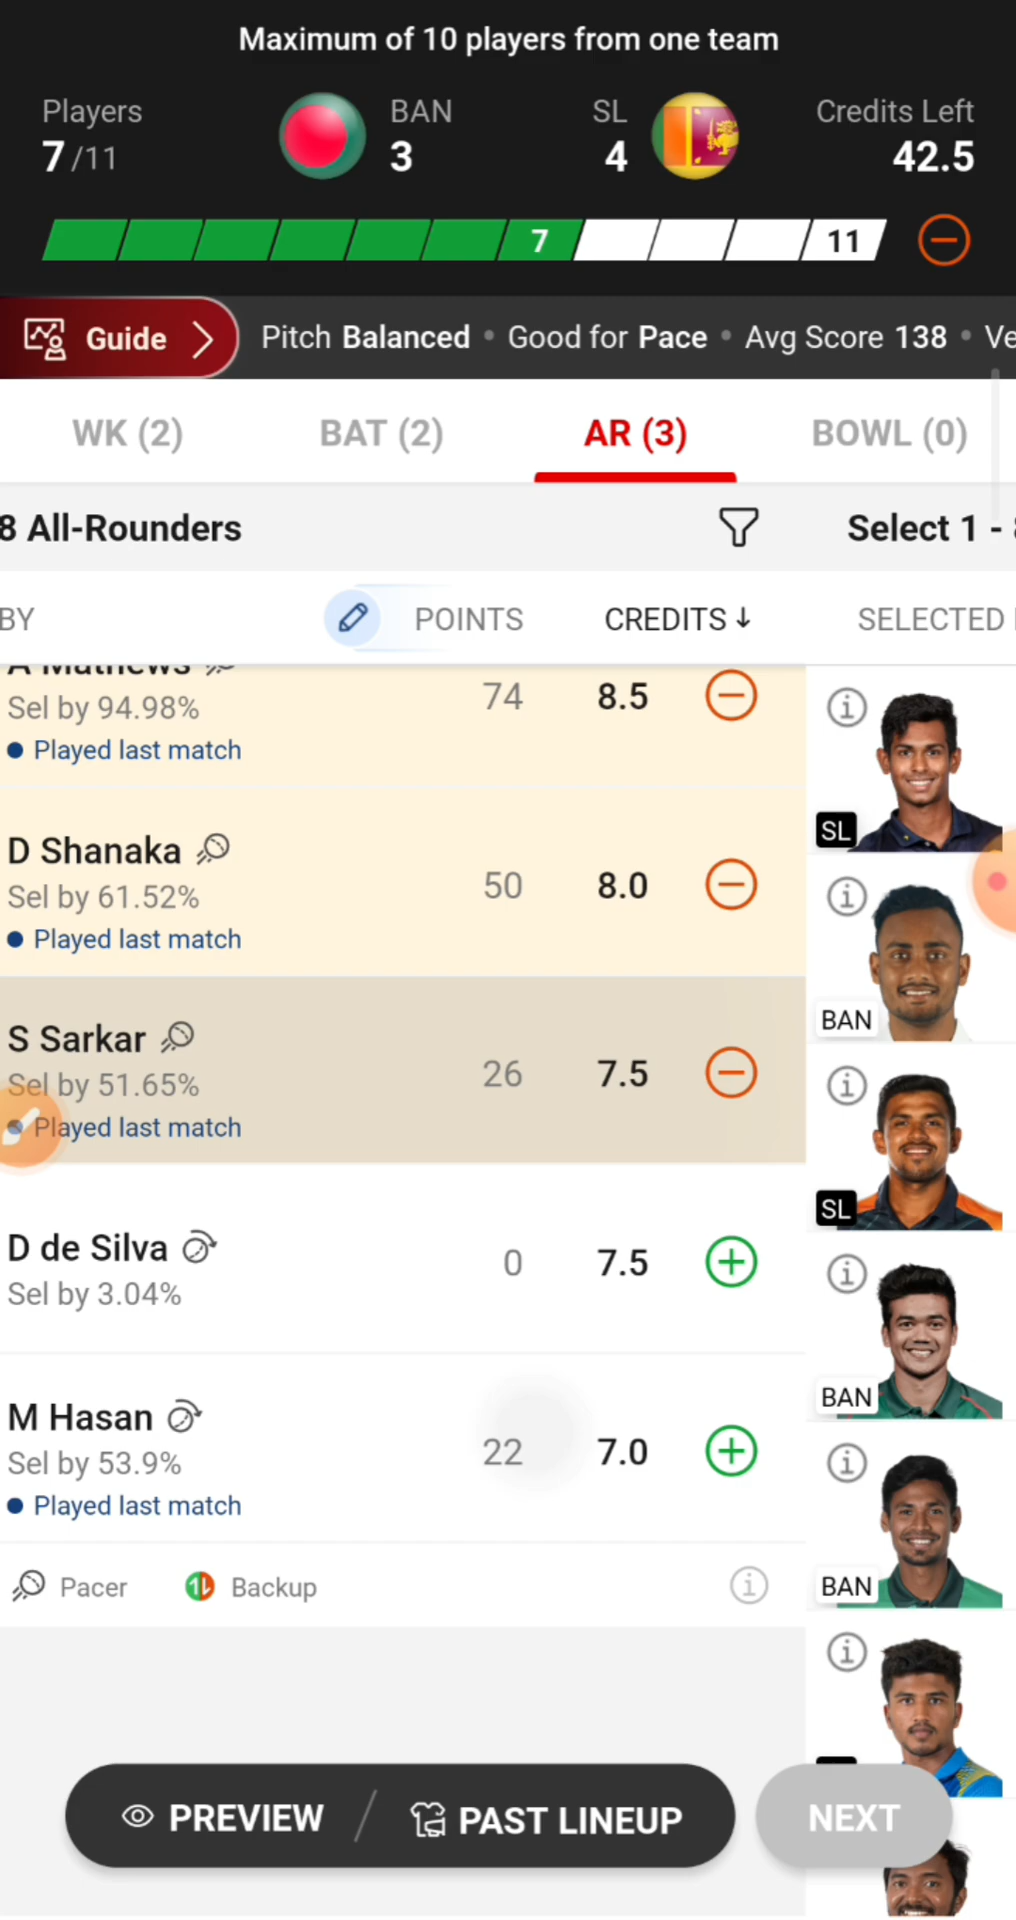 Maximum of 10 players from one team
Players BAN SL Credits Left
7 /11 3 4 42.5
7 11
Guide Pitch Balanced • Good for Pace • Avg Score 138 • Ve
WK (2) BAT (2) AR (3) BOWL (0)
8 All-Rounders Select 1 -
BY POINTS CREDITS ↓ SELECTED
A Mathews
Sel by 94.98% 74 8.5
Played last match
SL
D Shanaka
Sel by 61.52% 50 8.0
Played last match
BAN
S Sarkar
Sel by 51.65% 26 7.5
Played last match
SL
D de Silva 0 7.5
Sel by 3.04%
BAN
M Hasan
Sel by 53.9% 22 7.0
Played last match
BAN
Pacer Backup
PREVIEW / PAST LINEUP NEXT